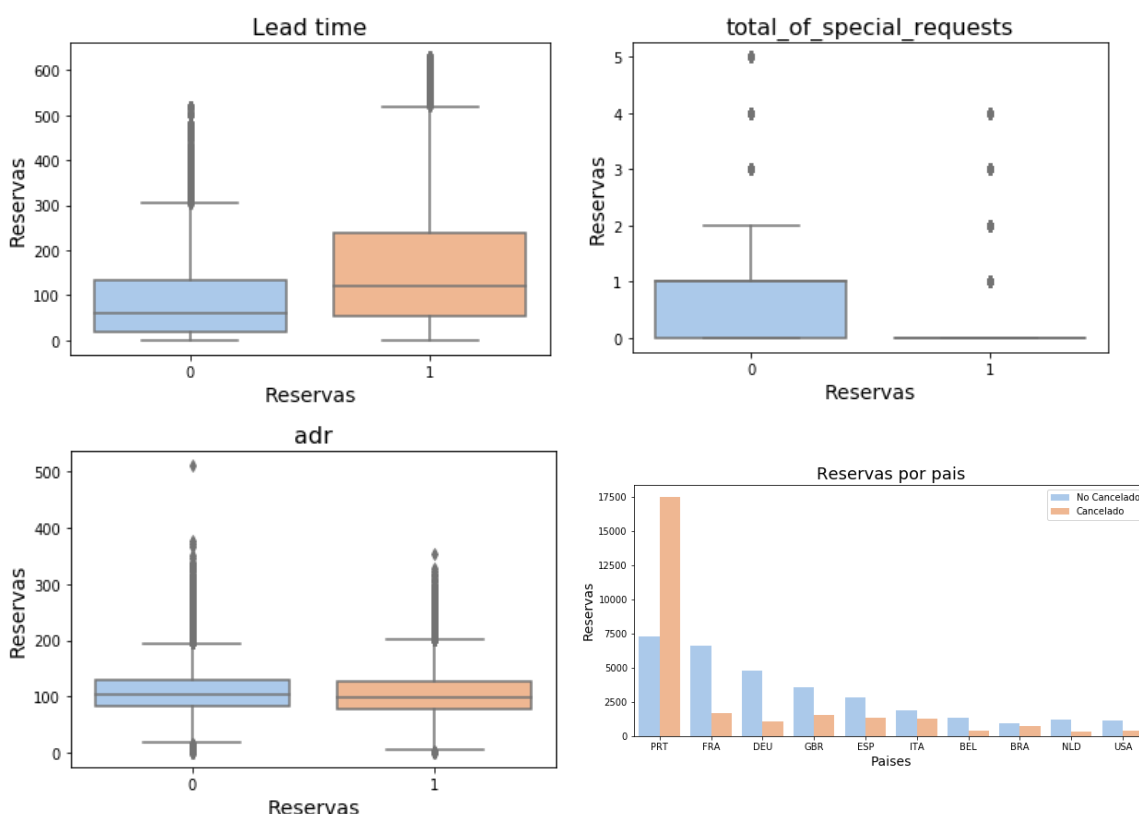 Lead time
600
500
400
300
200
100
0
Reservas
0 1
Reservas
total_of_special_requests
5
4
3
2
1
0
Reservas
0 1
Reservas
adr
500
400
300
200
100
0
Reservas
0 1
Reservas
Reservas por pais
No Cancelado
Cancelado
17500
15000
12500
10000
7500
5000
2500
0
Reservas
PRT FRA DEU GBR ESP ITA BEL BRA NLD USA
Paises